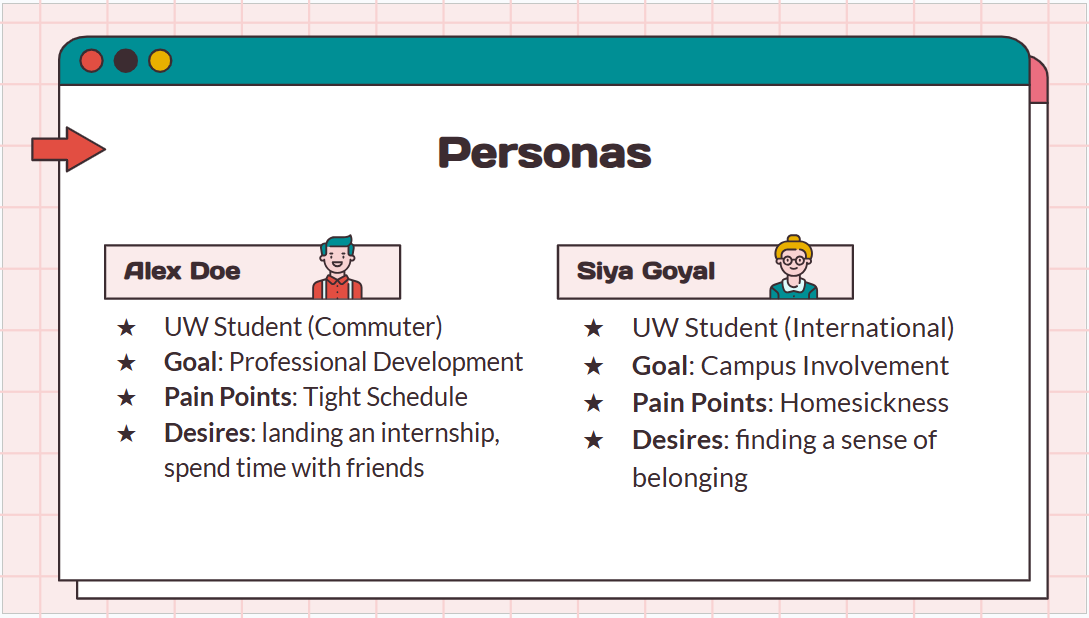 Personas
Alex Doe
★ UW Student (Commuter)
★ Goal: Professional Development
★ Pain Points: Tight Schedule
★ Desires: landing an internship,
spend time with friends
Siya Goyal
★ UW Student (International)
★ Goal: Campus Involvement
★ Pain Points: Homesickness
★ Desires: finding a sense of
belonging